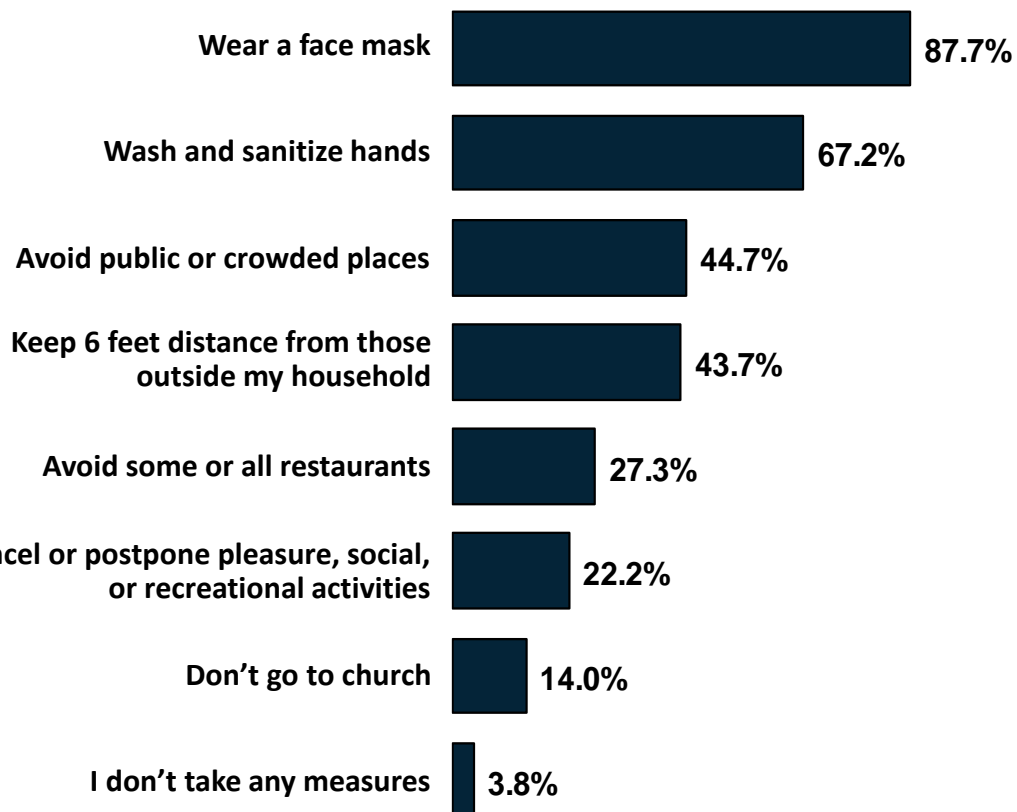 Wear a face mask 87.7%
Wash and sanitize hands 67.2%
Avoid public or crowded places 44.7%
Keep 6 feet distance from those
outside my household 43.7%
Avoid some or all restaurants 27.3%
or postpone pleasure, social,
or recreational activities 22.2%
Don’t go to church 14.0%
I don’t take any measures 3.8%